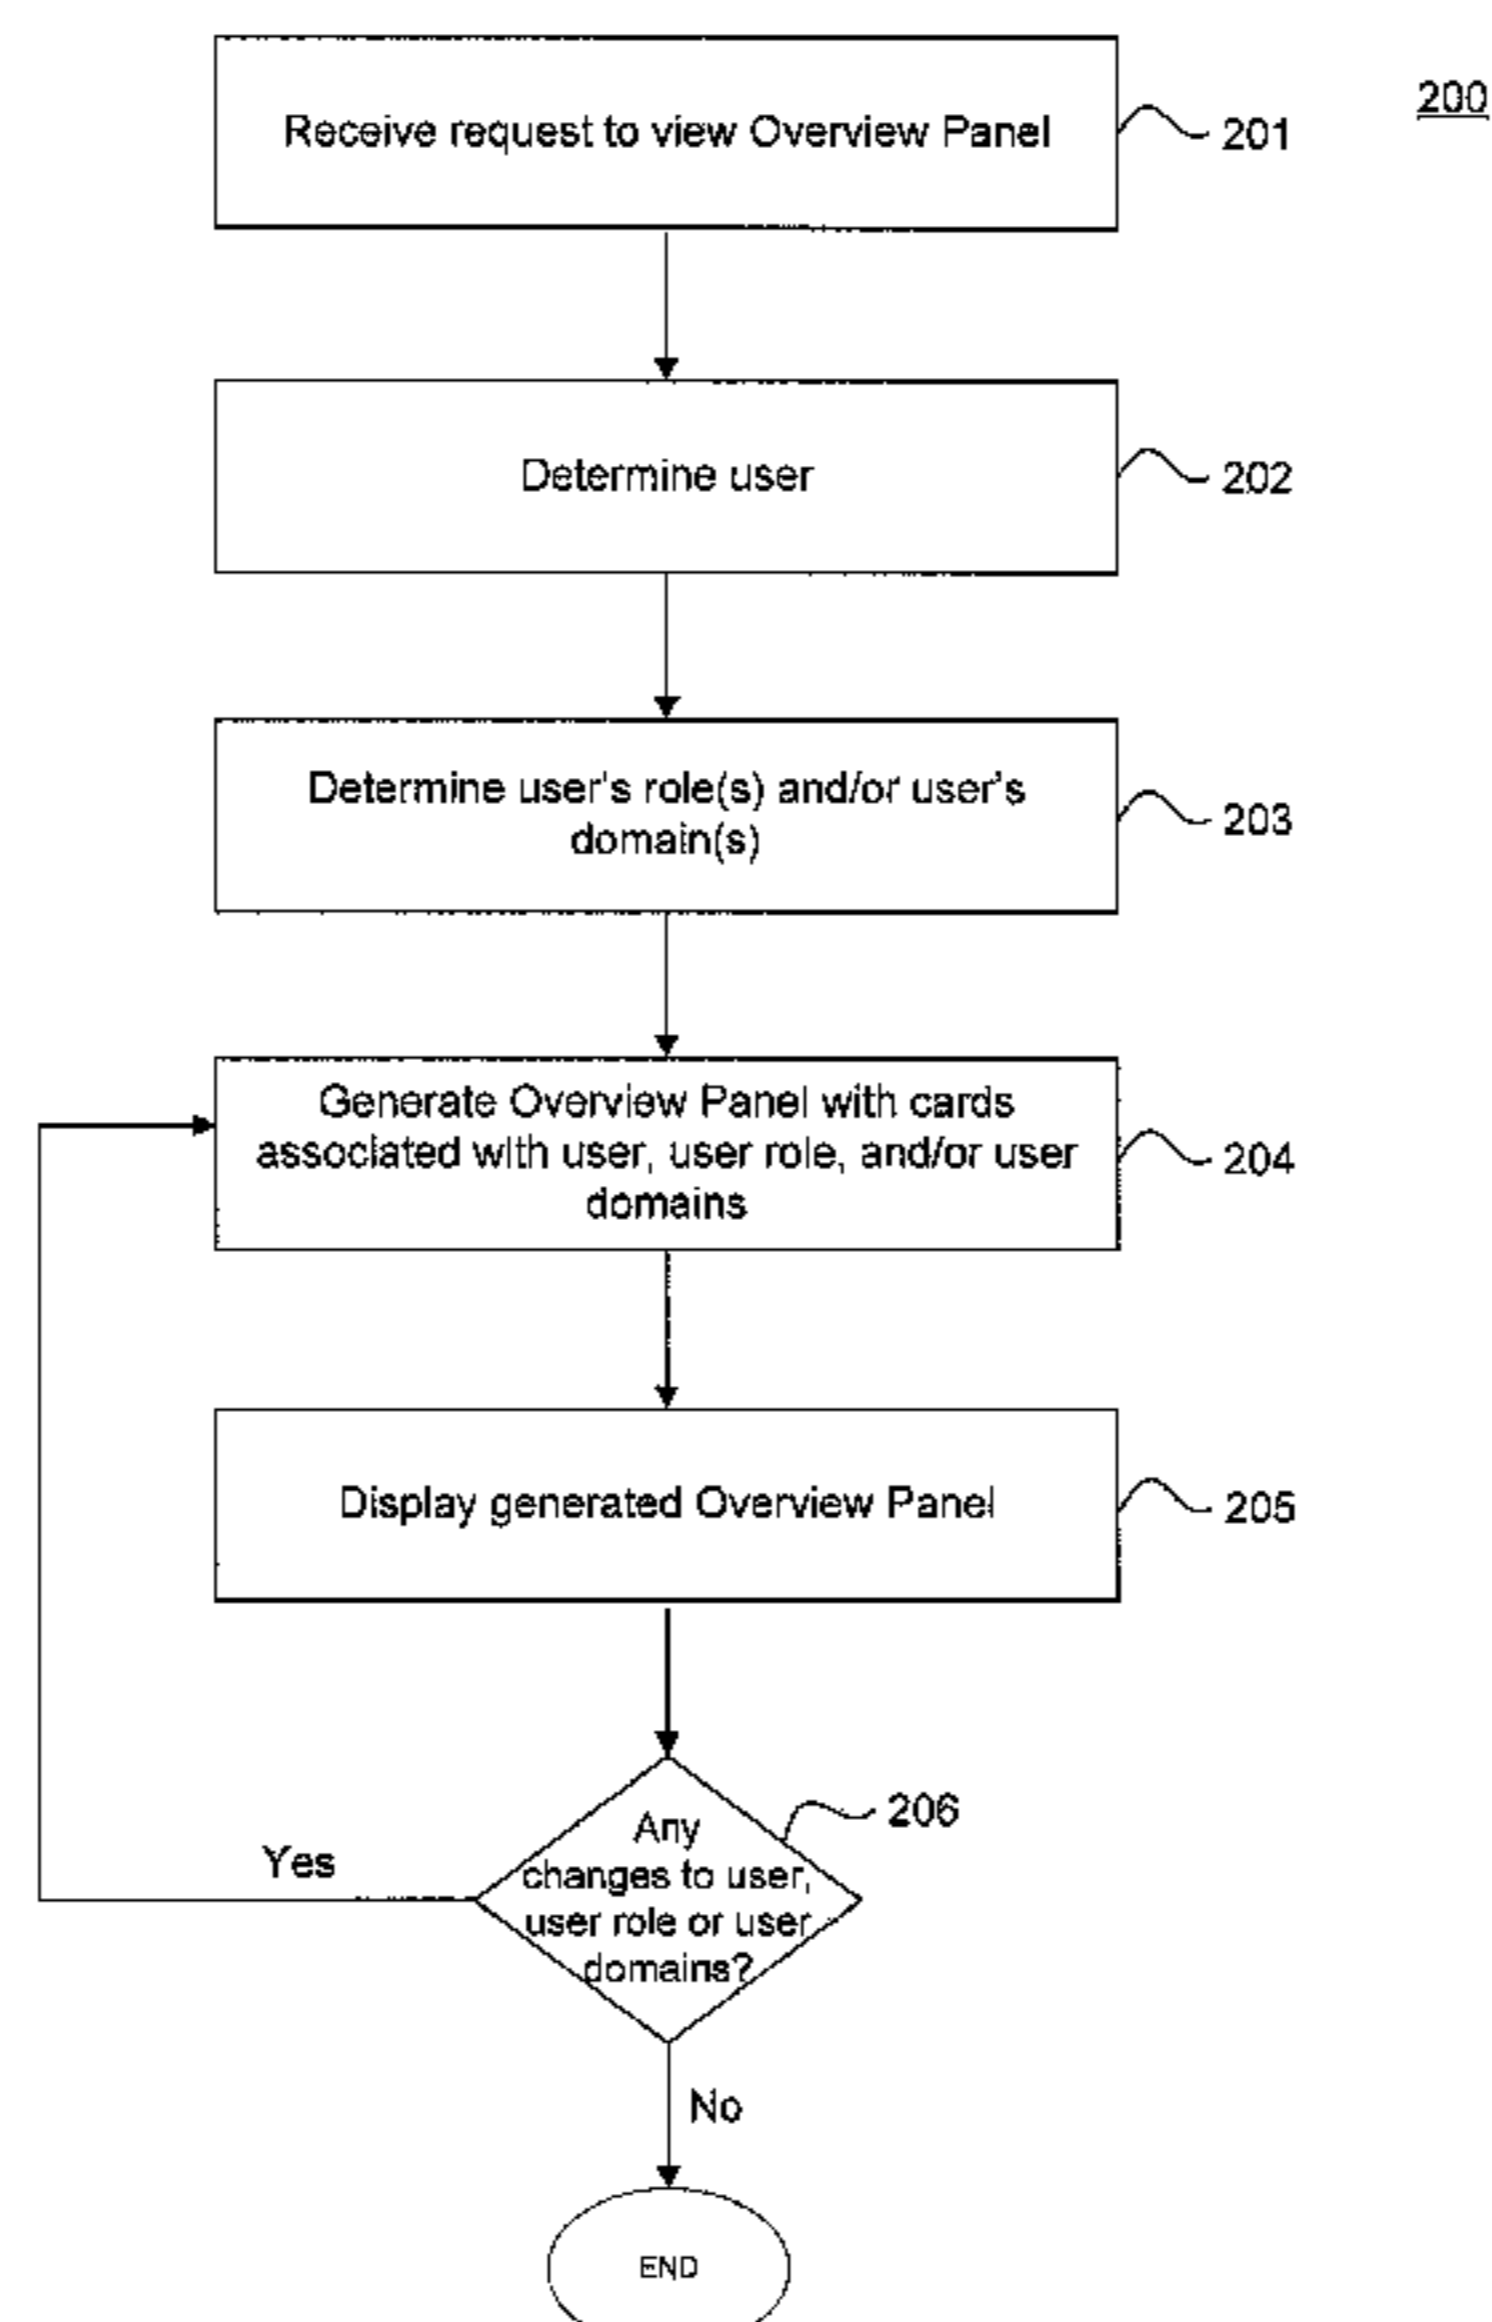 200
Receive request to view Overview Panel
201
Determine user
202
Determine user's role(s) and/or user's
domain(s)
203
Generate Overview Panel with cards
associated with user, user role, and/or user
domains
204
Display generated Overview Panel
205
Any
changes to user,
user role or user
domains?
206
Yes
No
END